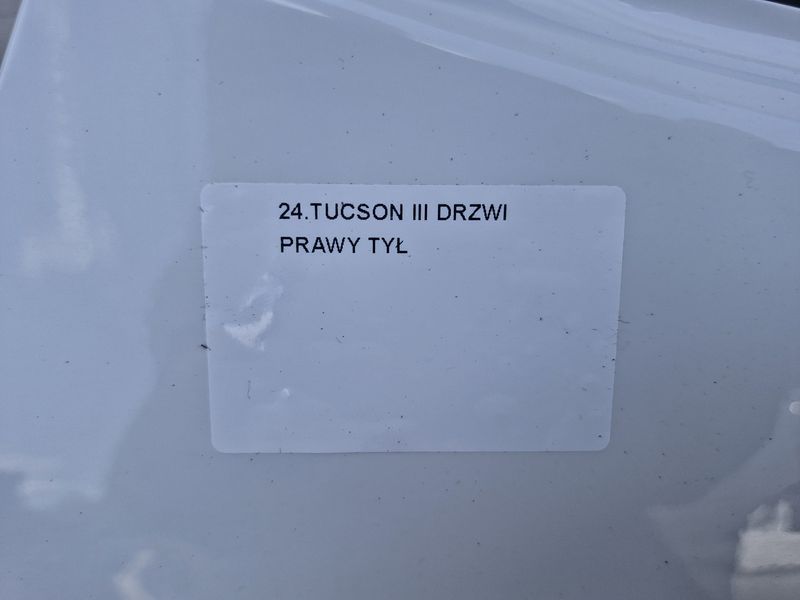 24.TUCSON III DRZWI
PRAWY TYŁ